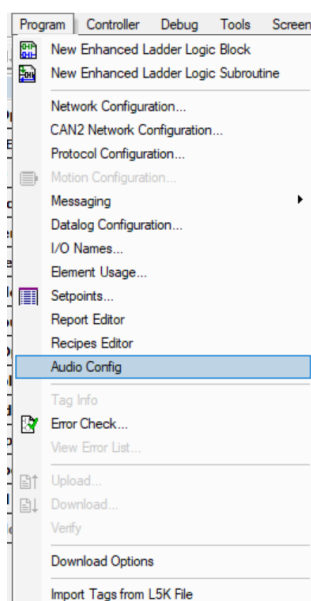 Program Controller Debug Tools Screen
New Enhanced Ladder Logic Block
New Enhanced Ladder Logic Subroutine
Network Configuration...
CAN2 Network Configuration...
Protocol Configuration...
Motion Configuration...
Messaging
Datalog Configuration...
I/O Names...
Element Usage...
Setpoints...
Report Editor
Recipes Editor
Audio Config
Tag Info
Error Check...
View Error List...
Upload...
Download...
Verify
Download Options
Import Tags from L5K File